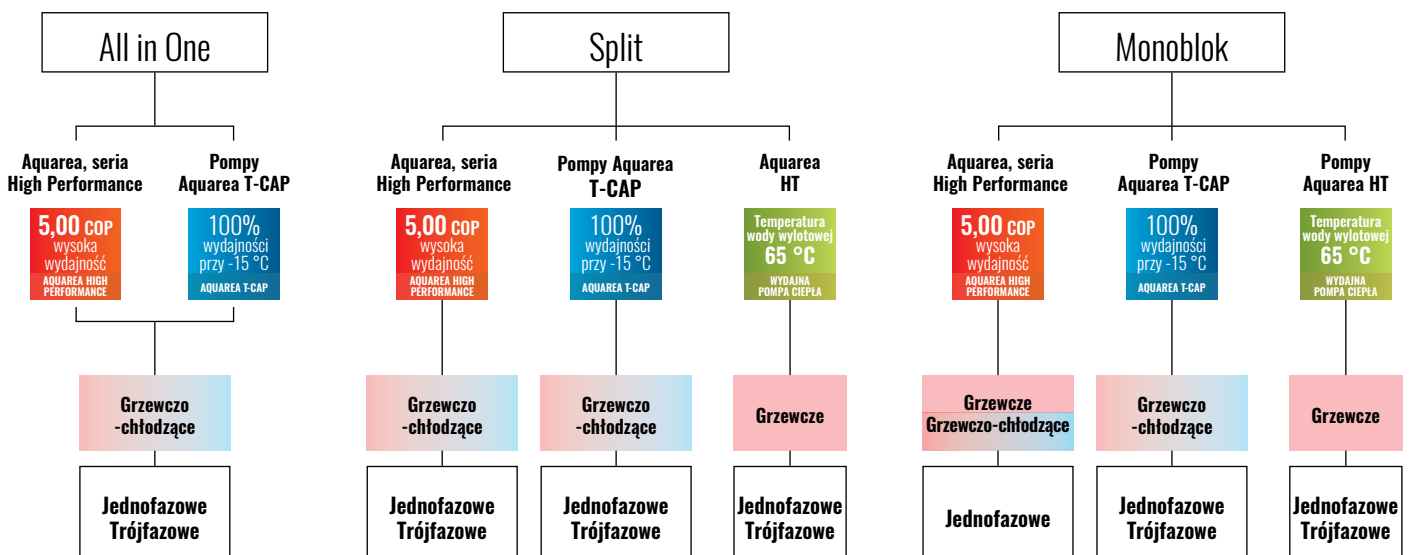 All in One
Aquarea, seria
High Performance
5,00 COP
wysoka
wydajność
AQUAREA HIGH
PERFORMANCE
Pompy
Aquarea T-CAP
100%
wydajności
przy -15 °C
AQUAREA T-CAP
Grzewczo
-chłodzące
Jednofazowe
Trójfazowe
Split
Aquarea, seria
High Performance
5,00 COP
wysoka
wydajność
AQUAREA HIGH
PERFORMANCE
Grzewczo
-chłodzące
Jednofazowe
Trójfazowe
Pompy Aquarea
T-CAP
100%
wydajności
przy -15 °C
AQUAREA T-CAP
Grzewczo
-chłodzące
Jednofazowe
Trójfazowe
Aquarea
HT
Temperatura
wody wylotowej
65 °C
WYDAJNA
POMPA CIEPŁA
Grzewcze
Jednofazowe
Trójfazowe
Monoblok
Aquarea, seria
High Performance
5,00 COP
wysoka
wydajność
AQUAREA HIGH
PERFORMANCE
Grzewcze
Grzewczo-chłodzące
Jednofazowe
Pompy
Aquarea T-CAP
100%
wydajności
przy -15 °C
AQUAREA T-CAP
Grzewczo
-chłodzące
Jednofazowe
Trójfazowe
Pompy
Aquarea HT
Temperatura
wody wylotowej
65 °C
WYDAJNA
POMPA CIEPŁA
Grzewcze
Jednofazowe
Trójfazowe